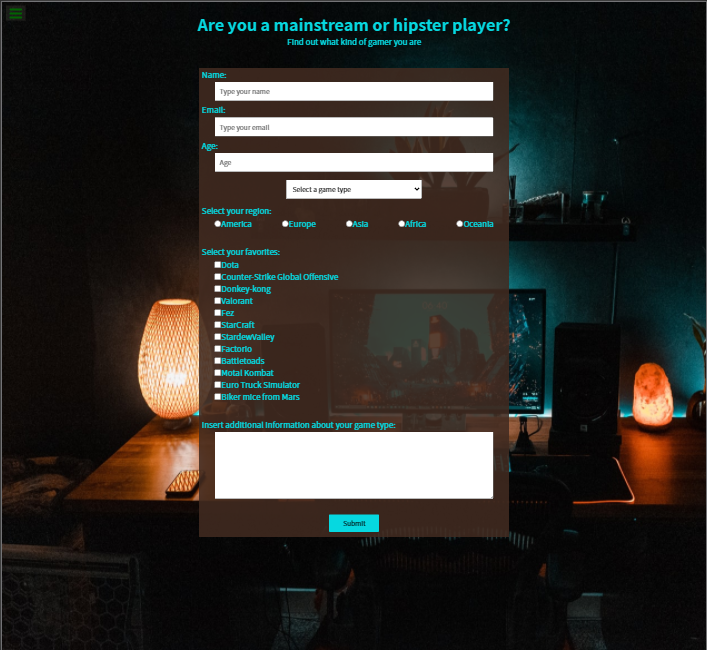 Are you a mainstream or hipster player?
Find out what kind of gamer you are
Name:
Type your name
Email:
Type your email
Age:
Age
Select a game type
Select your region:
America Europe Asia Africa Oceania
Select your favorites:
Dota
Counter-Strike Global Offensive
Donkey-kong
Valorant
Fez
StarCraft
StardewValley
Factorio
Battletoads
Motal Kombat
Euro Truck Simulator
Biker mice from Mars
Insert additional information about your game type:
Submit